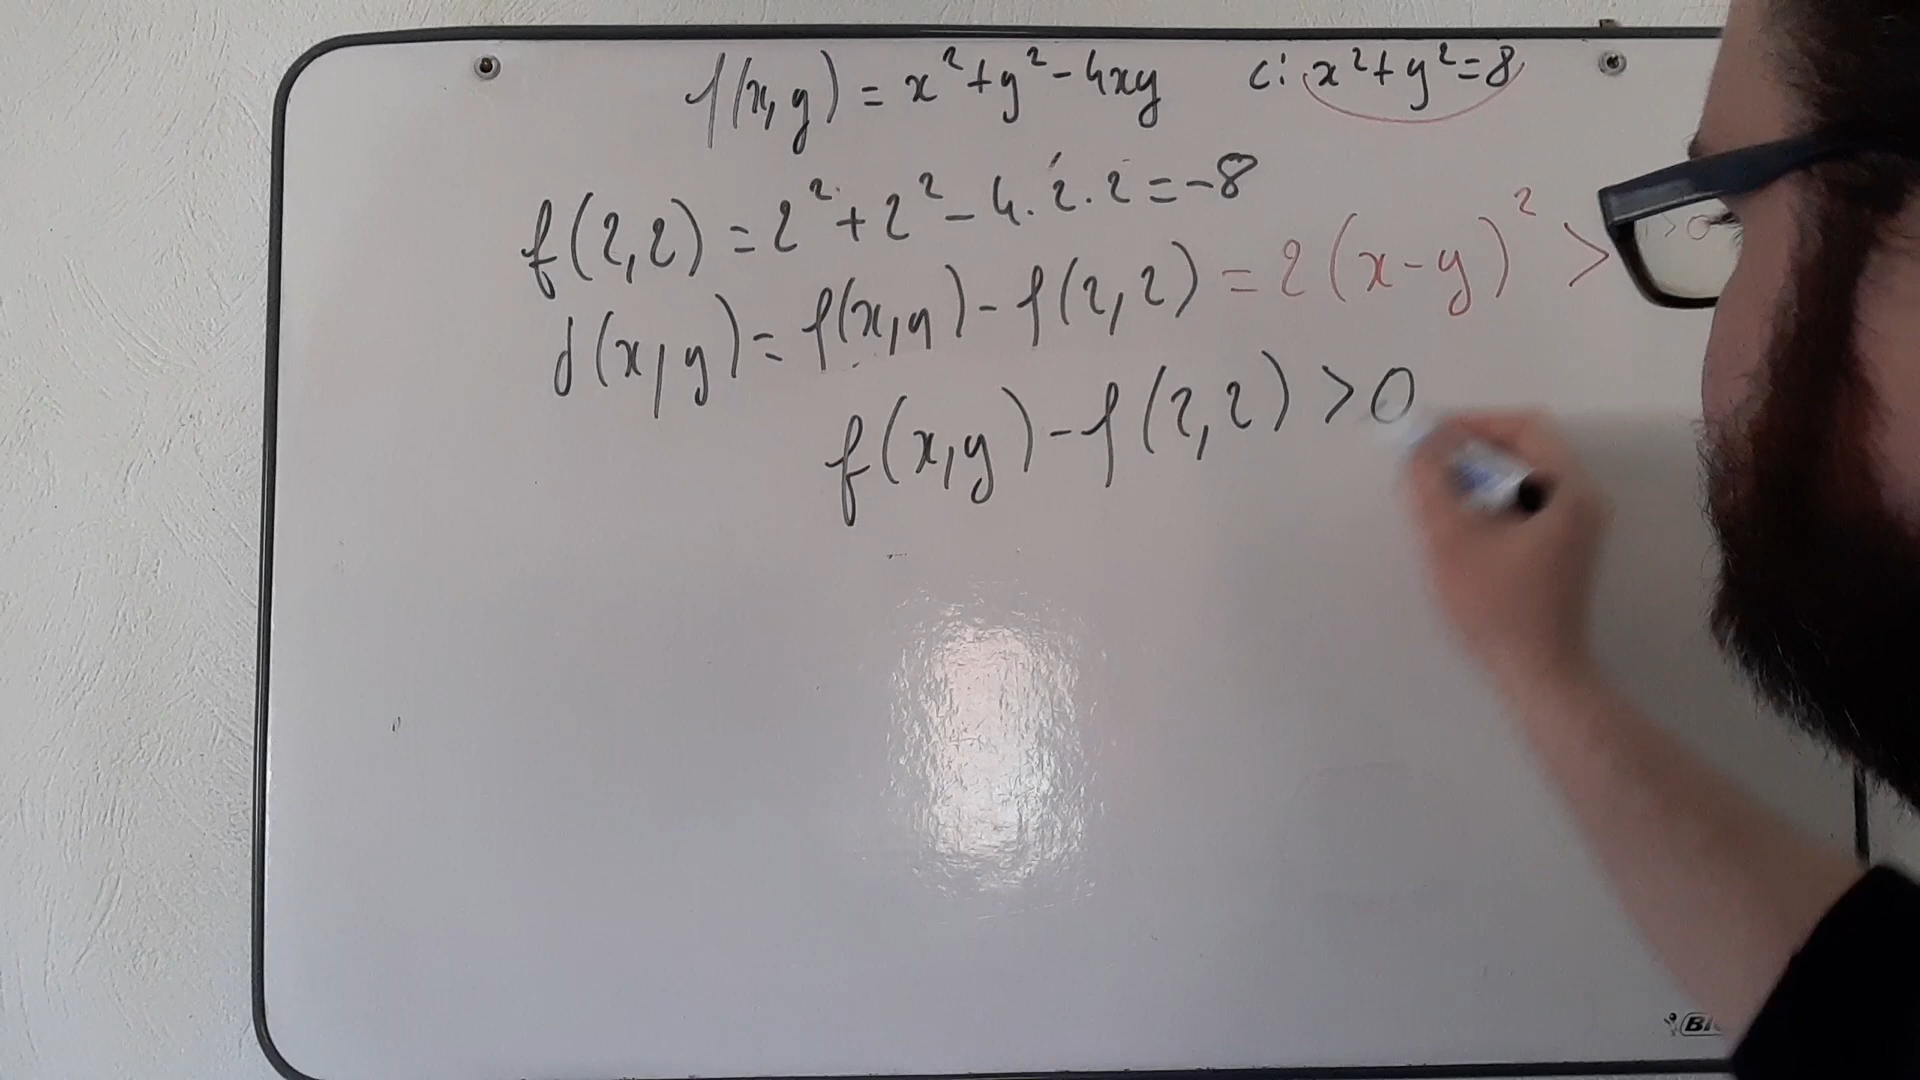 f(x,y) = x²+y²-4xy c: x²+y²=8
f(2,2) = 2²+2²-4.2.2=-8
d(x,y)= f(x,y)-f(2,2) = 2(x-y)² >
f(x,y)-f(2,2) >0